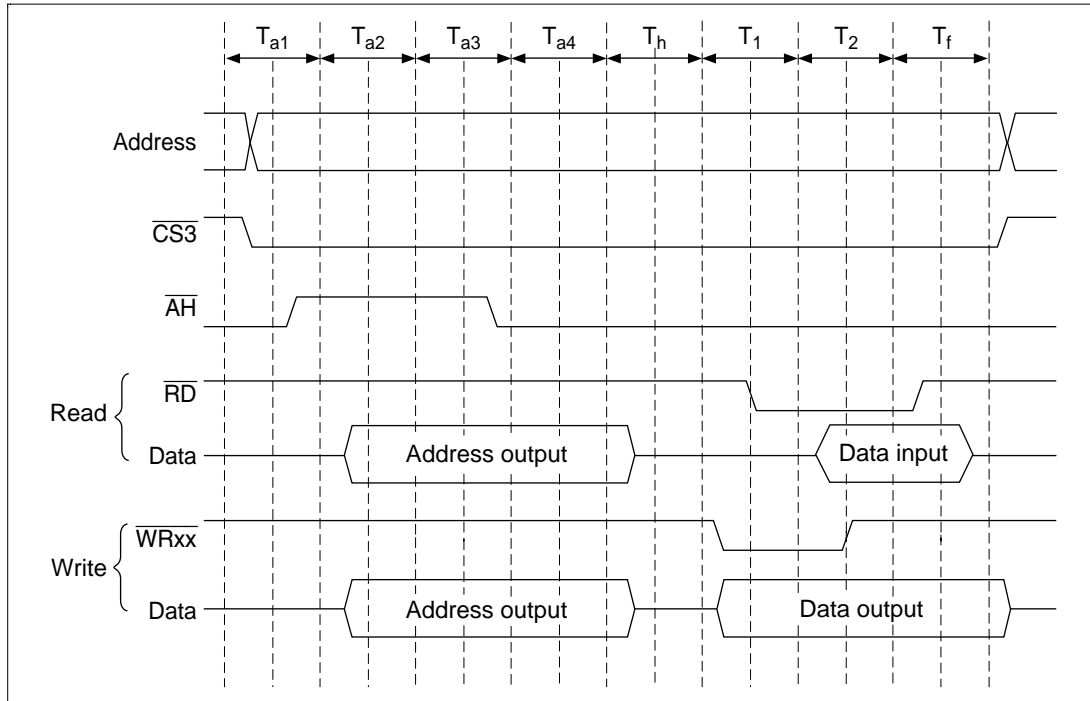 Ta1 Ta2 Ta3 Ta4 Th T1 T2 Tf
Address
CS3
AH
Read
RD
Data Address output Data input
Write
WRxx
Data Address output Data output